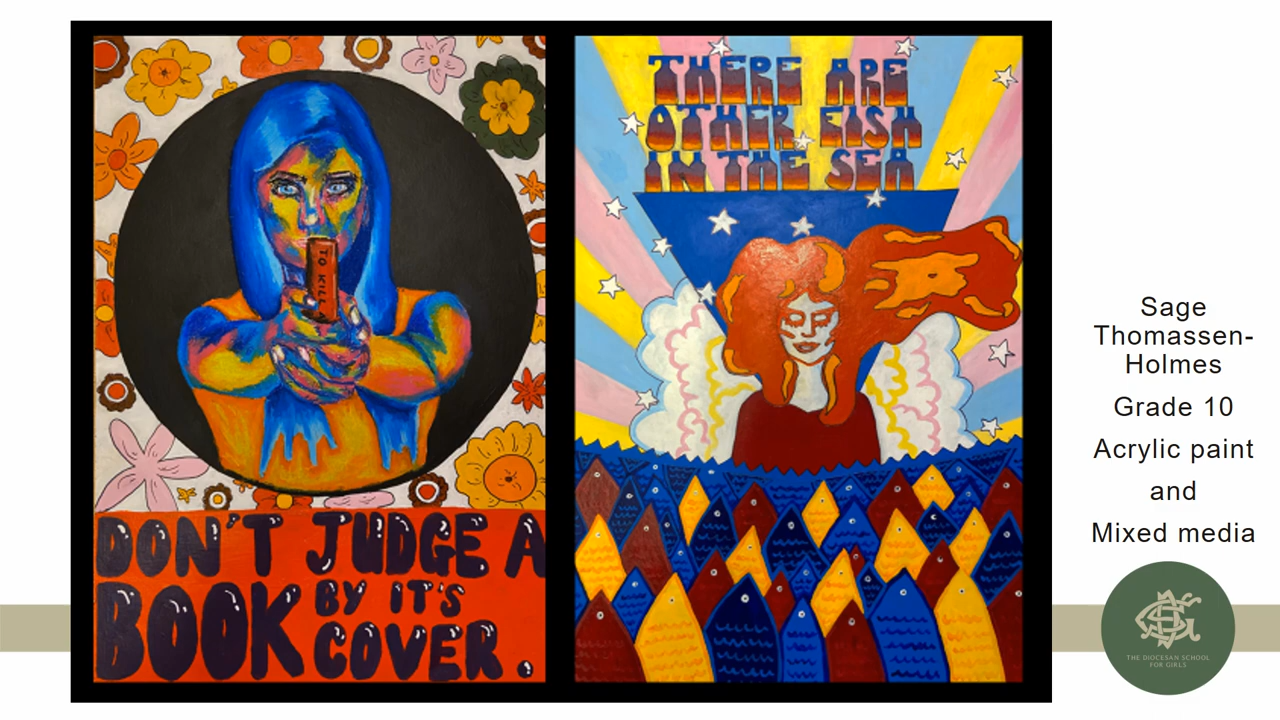 TO KILL
DON'T JUDGE A
BOOK BY IT'S
COVER.
THERE ARE
OTHER FISH
IN THE SEA
Sage
Thomassen-
Holmes
Grade 10
Acrylic paint
and
Mixed media
THE DIOCESAN SCHOOL
FOR GIRLS